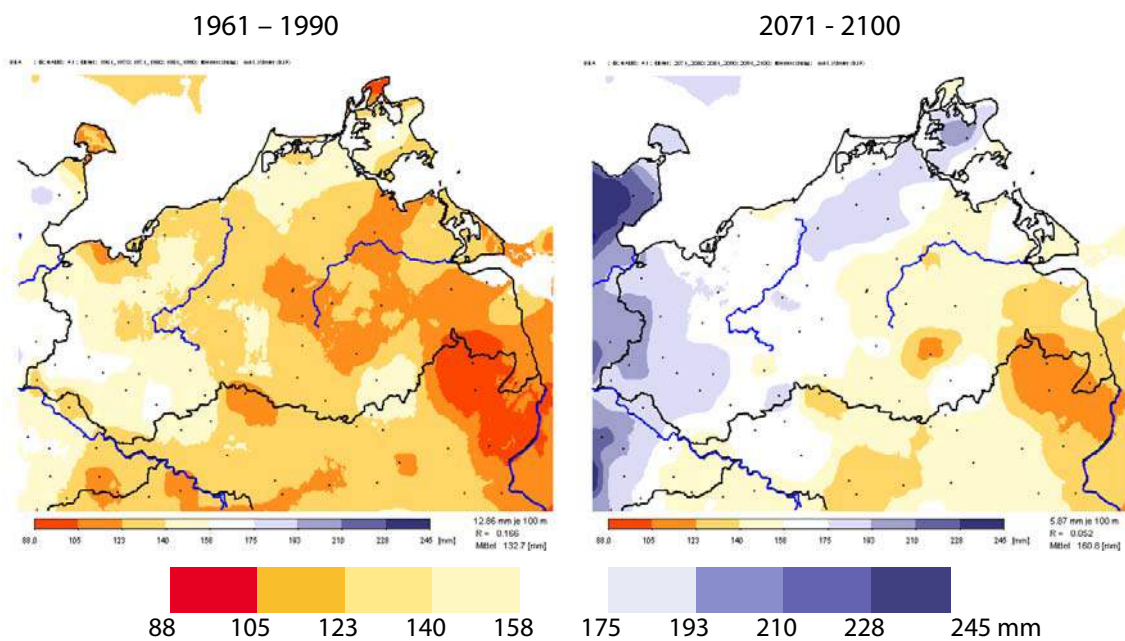 1961 – 1990
2071 - 2100
88.0 105 123 140 158 175 193 210 228 245 [mm]
12.86 mm je 100 m
R = 0.166
Mittel : 132.7 [mm]
88.0 105 123 140 158 175 193 210 228 245 [mm]
5.87 mm je 100 m
R = 0.052
Mittel : 160.8 [mm]
88 105 123 140 158 175 193 210 228 245 mm